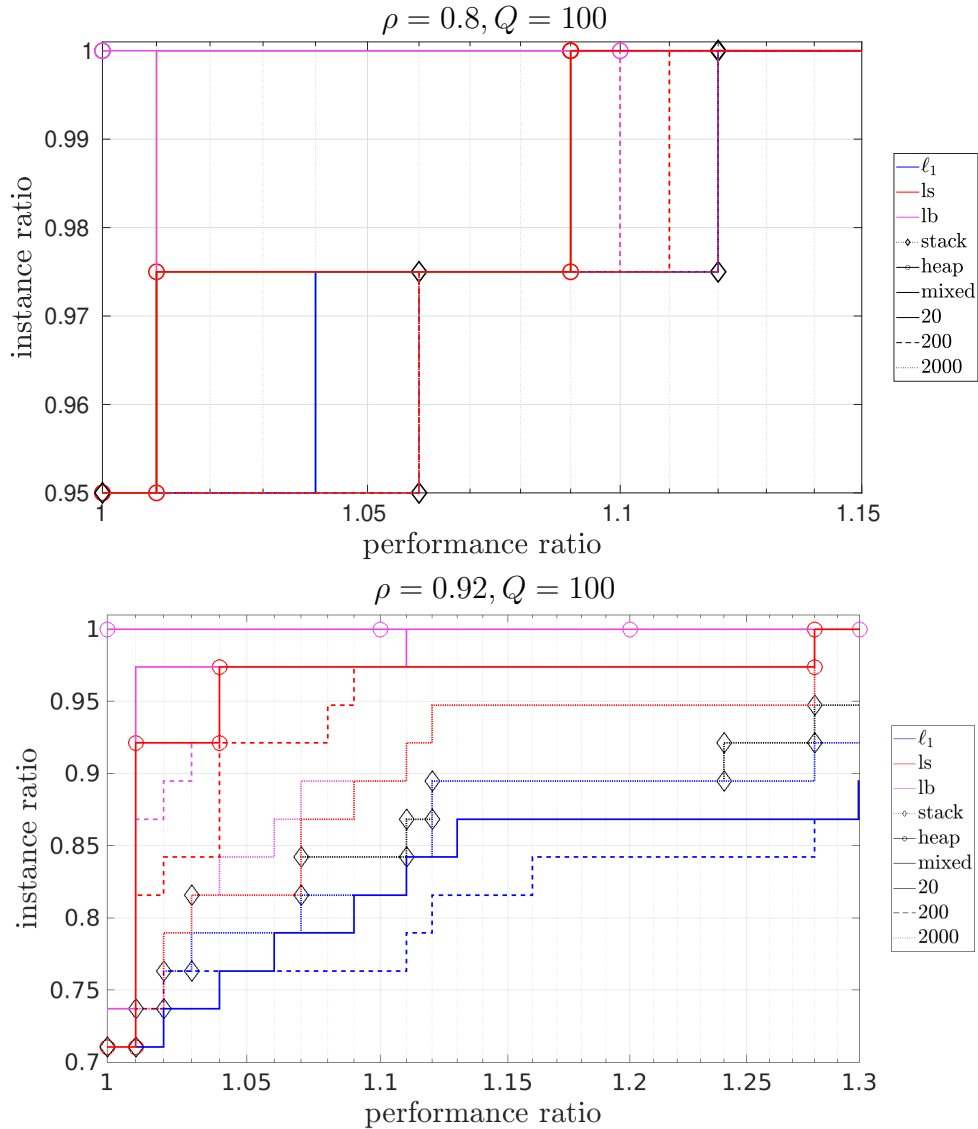 ρ = 0.8, Q = 100
1
0.99
0.98
0.97
0.96
0.95
instance ratio
1
1.05
1.1
1.15
performance ratio
ℓ₁
ls
lb
stack
heap
mixed
20
200
2000
ρ = 0.92, Q = 100
1
0.95
0.9
0.85
0.8
0.75
0.7
instance ratio
1
1.05
1.1
1.15
1.2
1.25
1.3
performance ratio
ℓ₁
ls
lb
stack
heap
mixed
20
200
2000